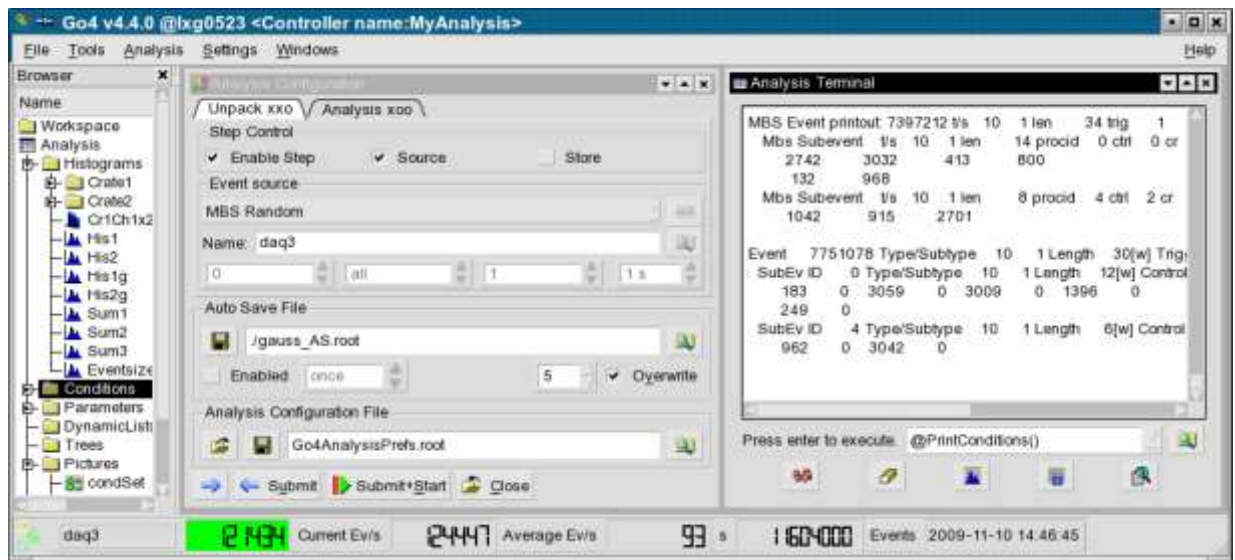 Go4 v4.4.0 @lxg0523 <Controller name:MyAnalysis>
File Tools Analysis Settings Windows Help
Browser
Name
Workspace
Analysis
Histograms
Crate1
Crate2
Cr1Ch1x2
His1
His2
His1g
His2g
Sum1
Sum2
Sum3
Eventsize
Conditions
Parameters
DynamicList
Trees
Pictures
condSet
Analysis Configuration
Unpack xxo Analysis xoo
Step Control
Enable Step Source Store
Event source
MBS Random
Name: daq3
0 all 1 1 s
Auto Save File
./gauss_AS.root
Enabled once 5 Overwrite
Analysis Configuration File
Go4AnalysisPrefs.root
Submit Submit+Start Close
Analysis Terminal
MBS Event printout: 7397212 t/s 10 1 len 34 trig 1
Mbs Subevent t/s 10 1 len 14 procid 0 ctrl 0 cr
2742 3032 413 800
132 968
Mbs Subevent t/s 10 1 len 8 procid 4 ctrl 2 cr
1042 915 2701
Event 7751078 Type/Subtype 10 1 Length 30[w] Trig
SubEv ID 0 Type/Subtype 10 1 Length 12[w] Control
183 0 3059 0 3009 0 1396 0
249 0
SubEv ID 4 Type/Subtype 10 1 Length 6[w] Control
962 0 3042 0
Press enter to execute. @PrintConditions()
daq3 21434 Current Ev/s 24447 Average Ev/s 93 s 1604000 Events 2009-11-10 14:46:45